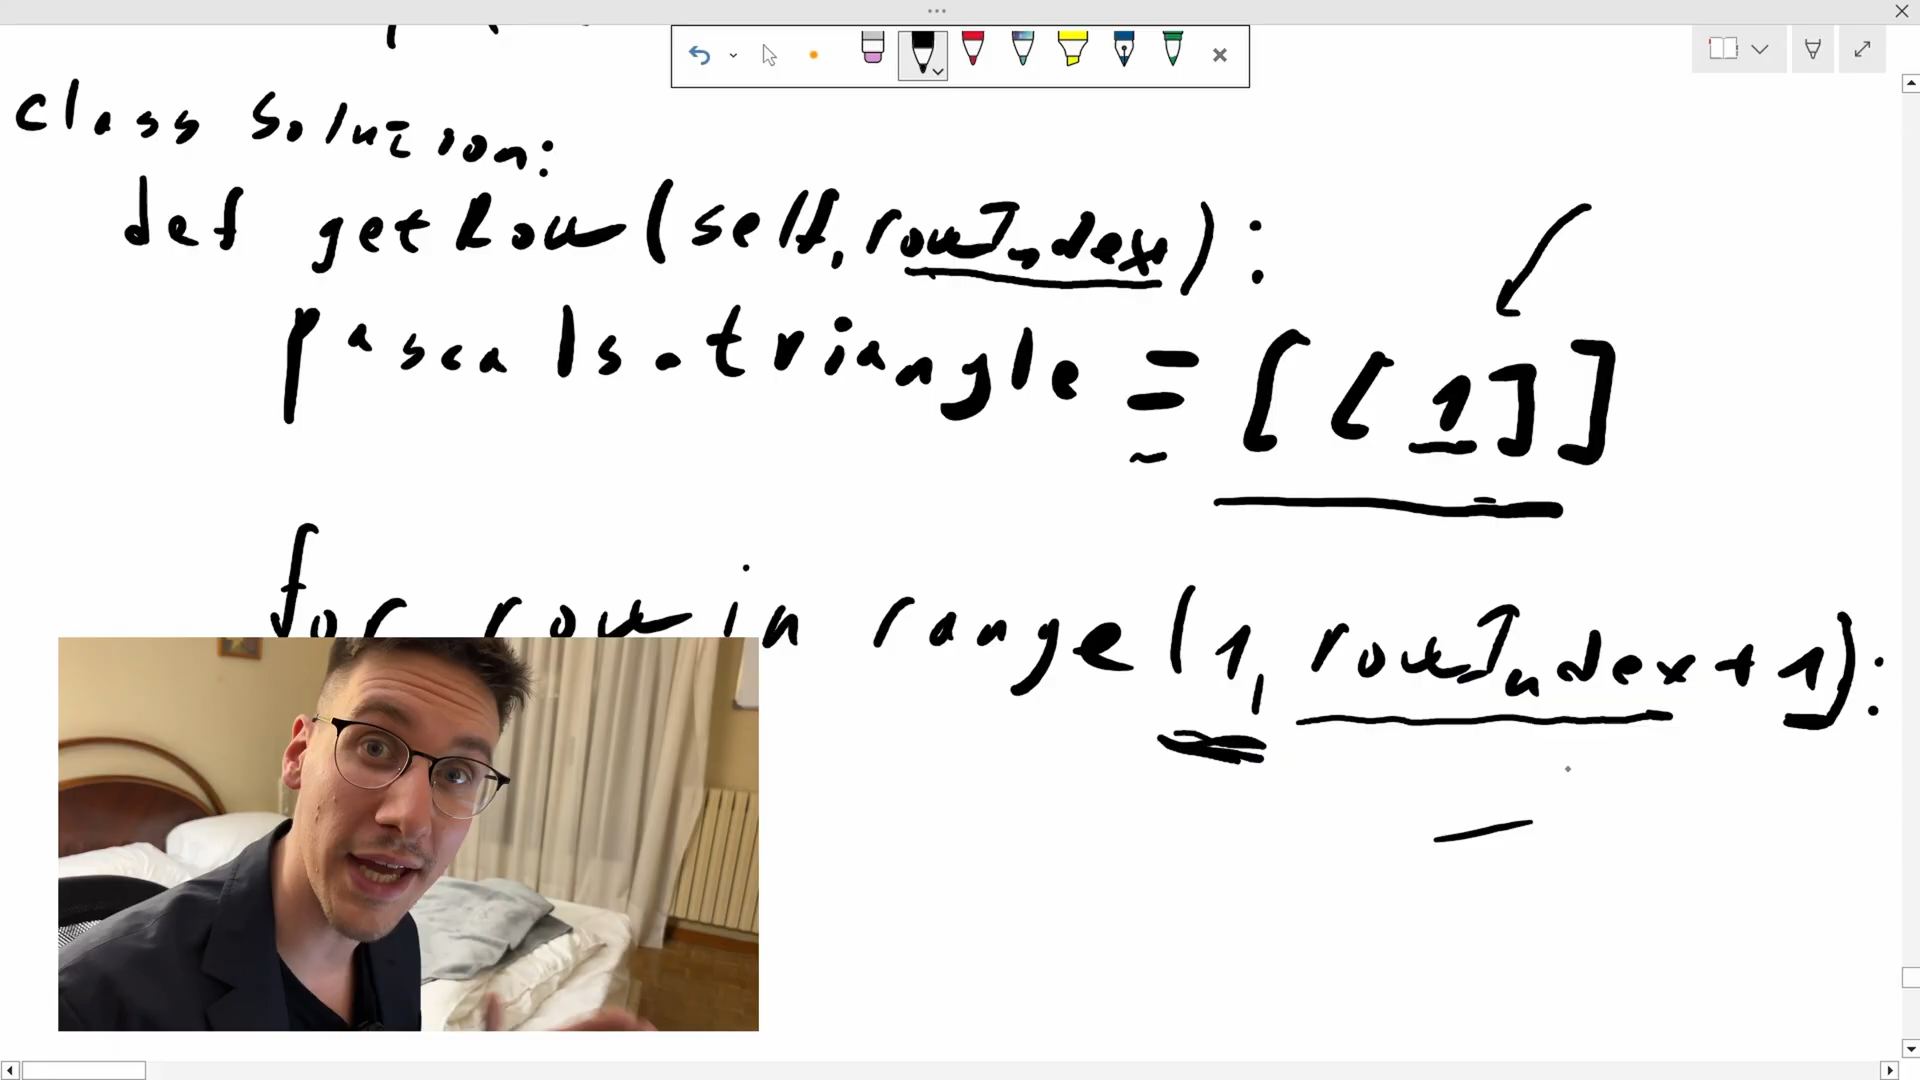 class Solution:
def getRow(self, rowIndex):
pascals_triangle = [[1]]
for row in range(1, rowIndex+1):